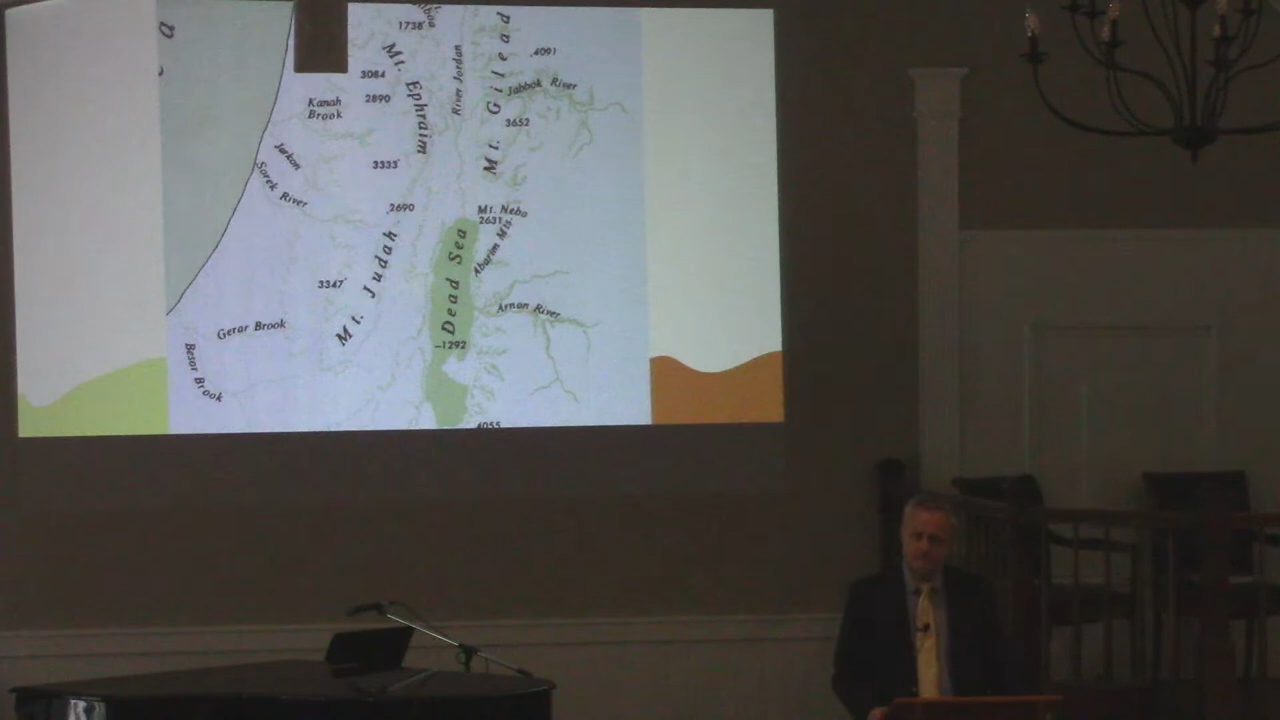 1738
Mt. Ephraim
River Jordan
Mt. Gilead
4091
3084
Jabbok River
2890
Kanah
Brook
3652
Jarkon
3333
Sorek River
2690
Mt. Nebo
2631
Abarim Mts.
Mt. Judah
Dead Sea
3347
Arnon River
Gerar Brook
-1292
Besor Brook
4055